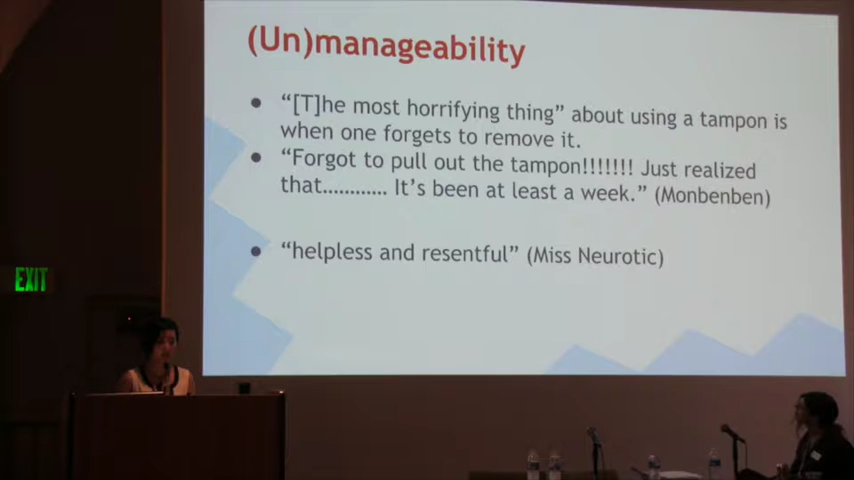 (Un)manageability
● “[T]he most horrifying thing” about using a tampon is
when one forgets to remove it.
● “Forgot to pull out the tampon!!!!!!! Just realized
that............ It’s been at least a week.” (Monbenben)
● “helpless and resentful” (Miss Neurotic)
EXIT